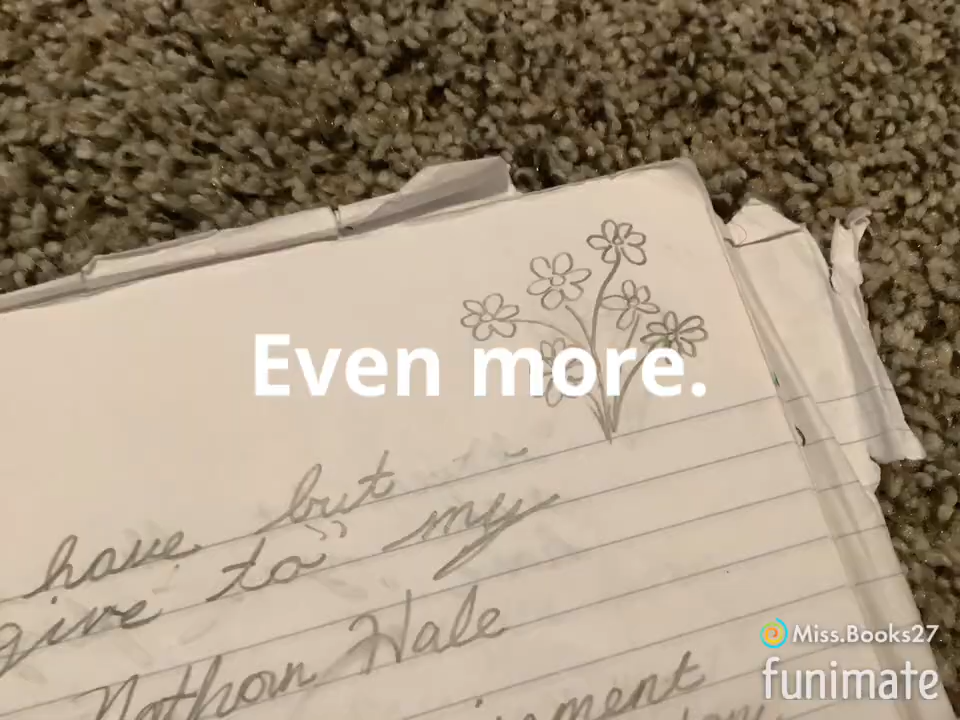 Even more.
have but
give to my
Nathan Hale
Miss.Books27
funimate